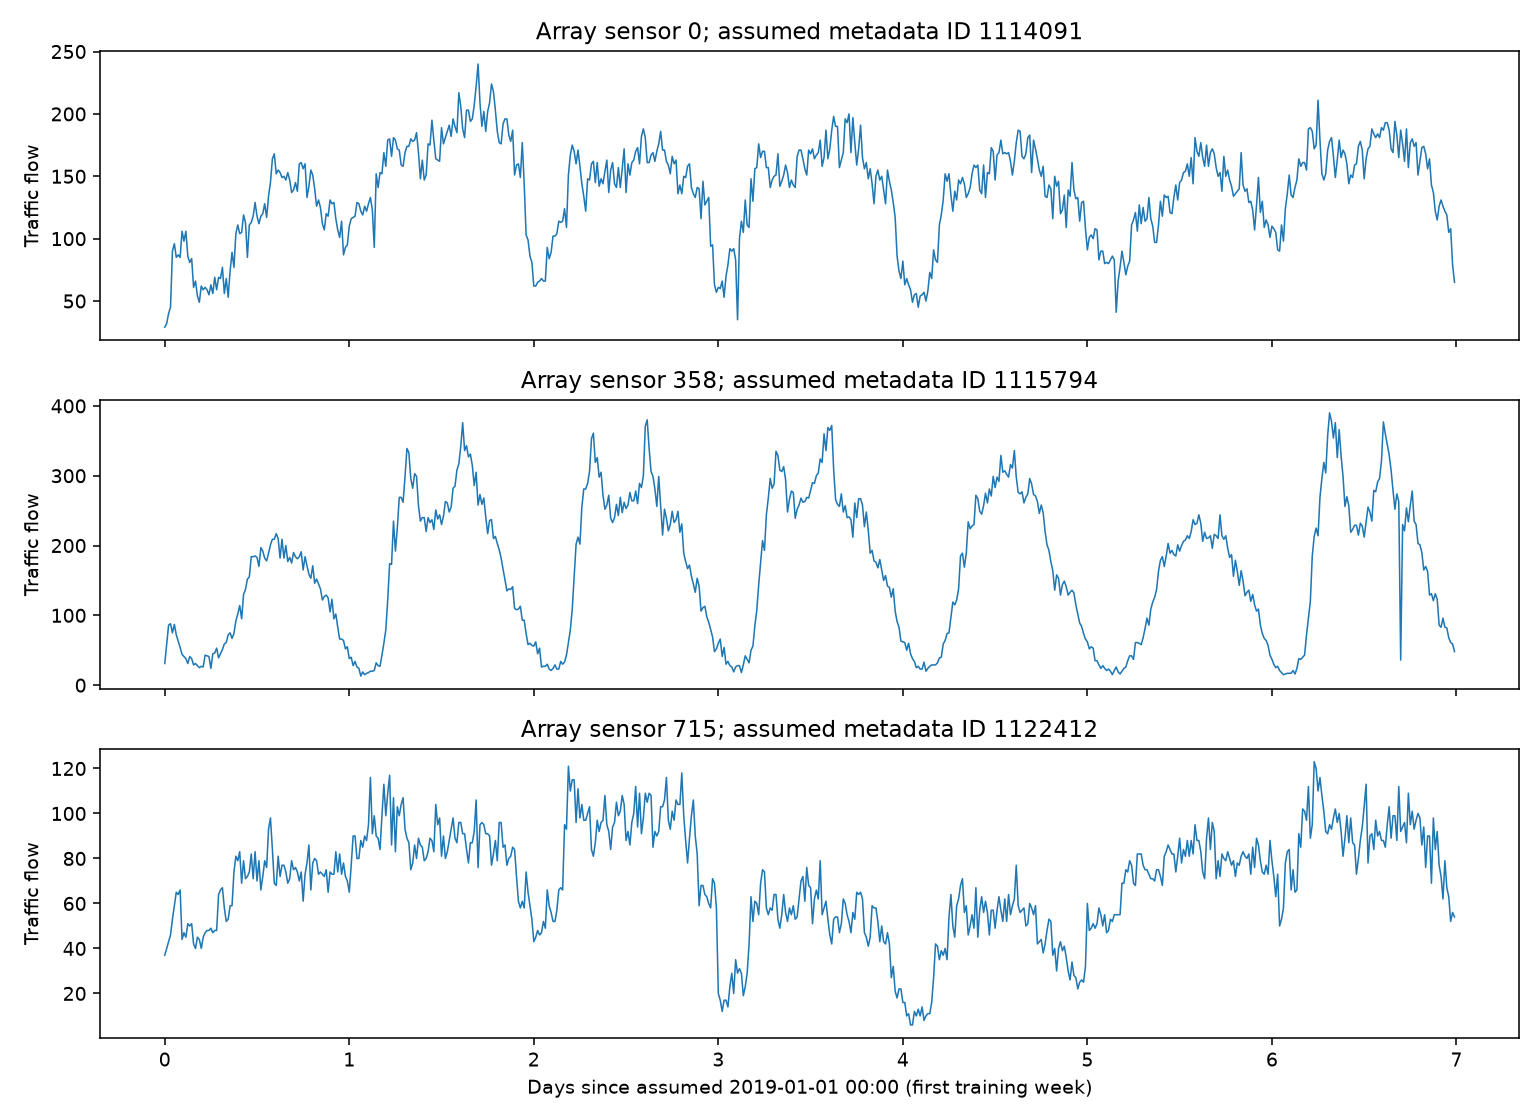 Array sensor 0; assumed metadata ID 1114091
250
200
150
100
50
Traffic flow
Array sensor 358; assumed metadata ID 1115794
400
300
200
100
0
Traffic flow
Array sensor 715; assumed metadata ID 1122412
120
100
80
60
40
20
Traffic flow
0 1 2 3 4 5 6 7
Days since assumed 2019-01-01 00:00 (first training week)